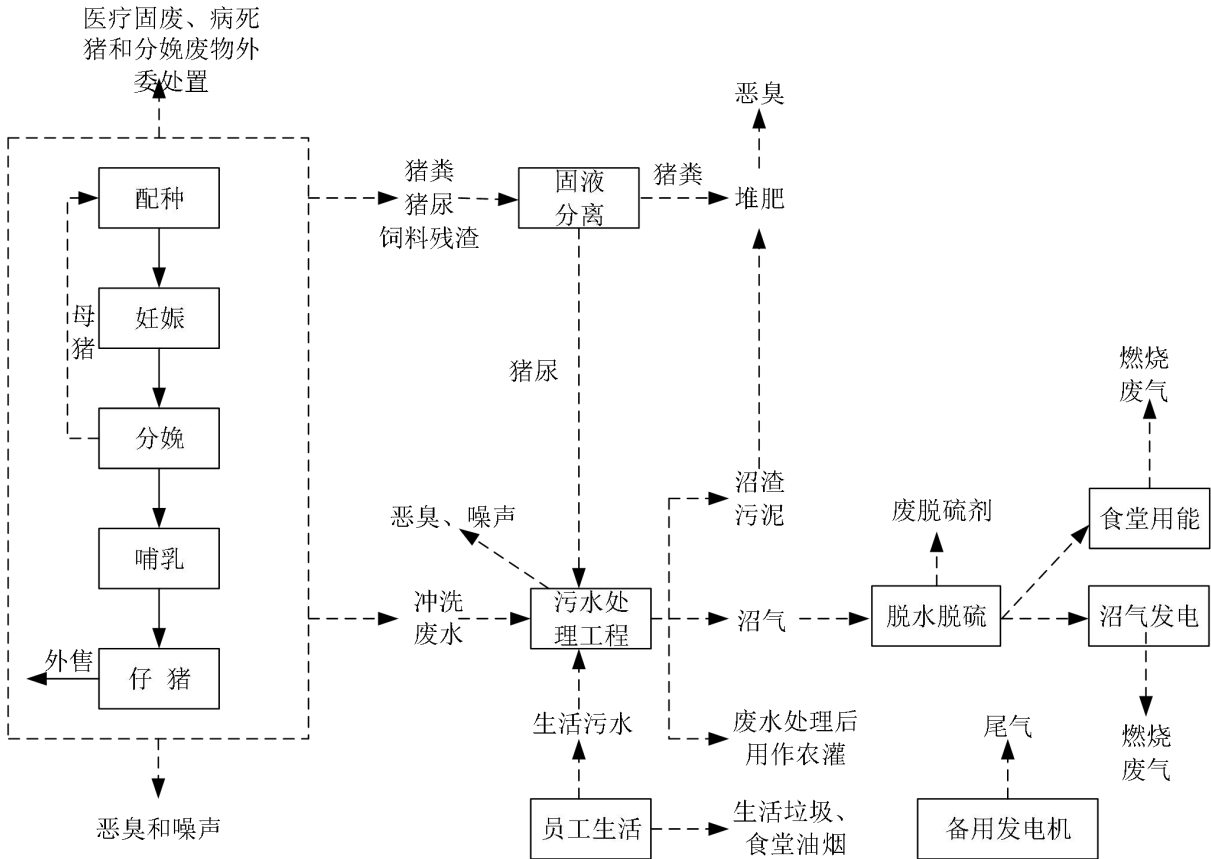 医疗固废、病死
猪和分娩废物外
委处置
恶臭
配种
猪粪
猪尿
饲料残渣
固液
分离
猪粪
堆肥
母
猪
妊娠
猪尿
燃烧
废气
分娩
沼渣
污泥
恶臭、噪声
废脱硫剂
食堂用能
哺乳
冲洗
废水
污水处
理工程
沼气
脱水脱硫
沼气发电
外售
仔 猪
生活污水
废水处理后
用作农灌
尾气
燃烧
废气
恶臭和噪声
员工生活
生活垃圾、
食堂油烟
备用发电机